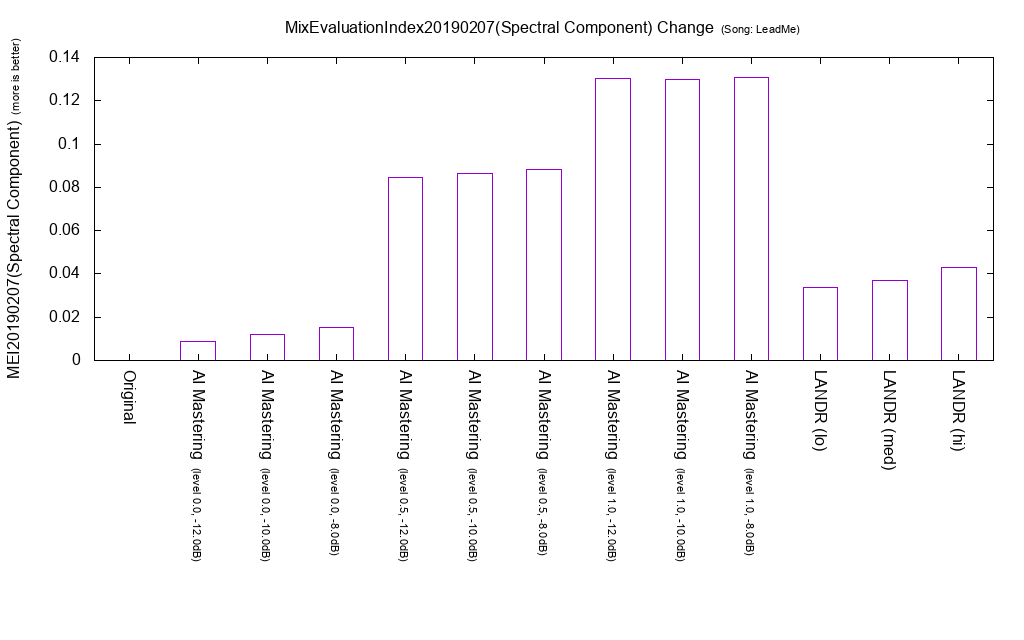 MixEvaluationIndex20190207(Spectral Component) Change (Song: LeadMe)
MEI20190207(Spectral Component) (more is better)
0.14
0.12
0.1
0.08
0.06
0.04
0.02
0
Original
AI Mastering (level 0.0, -12.0dB)
AI Mastering (level 0.0, -10.0dB)
AI Mastering (level 0.0, -8.0dB)
AI Mastering (level 0.5, -12.0dB)
AI Mastering (level 0.5, -10.0dB)
AI Mastering (level 0.5, -8.0dB)
AI Mastering (level 1.0, -12.0dB)
AI Mastering (level 1.0, -10.0dB)
AI Mastering (level 1.0, -8.0dB)
LANDR (lo)
LANDR (med)
LANDR (hi)